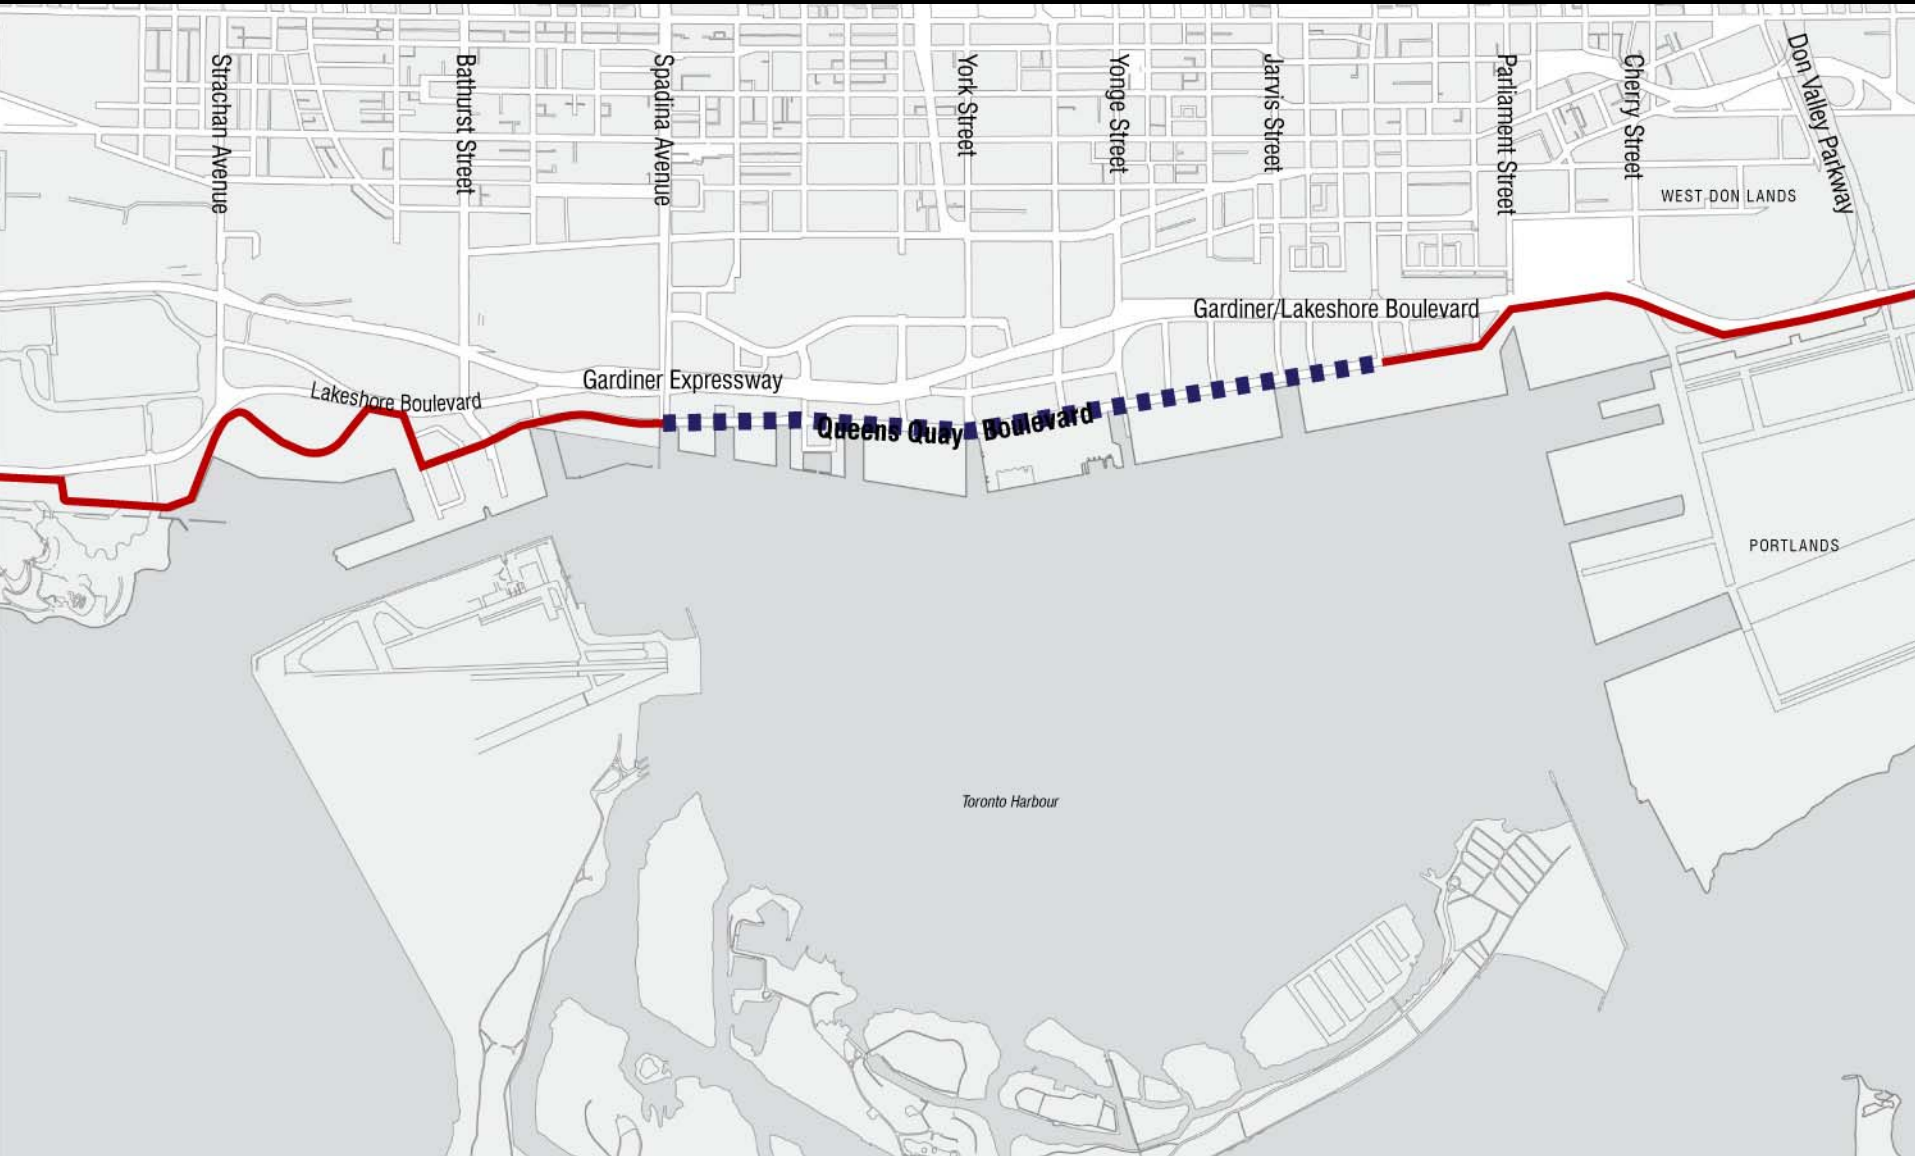 Strachan Avenue
Bathurst Street
Spadina Avenue
York Street
Yonge Street
Jarvis Street
Parliament Street
Cherry Street
Don Valley Parkway
WEST DON LANDS
Gardiner/Lakeshore Boulevard
Gardiner Expressway
Lakeshore Boulevard
Queens Quay Boulevard
PORTLANDS
Toronto Harbour